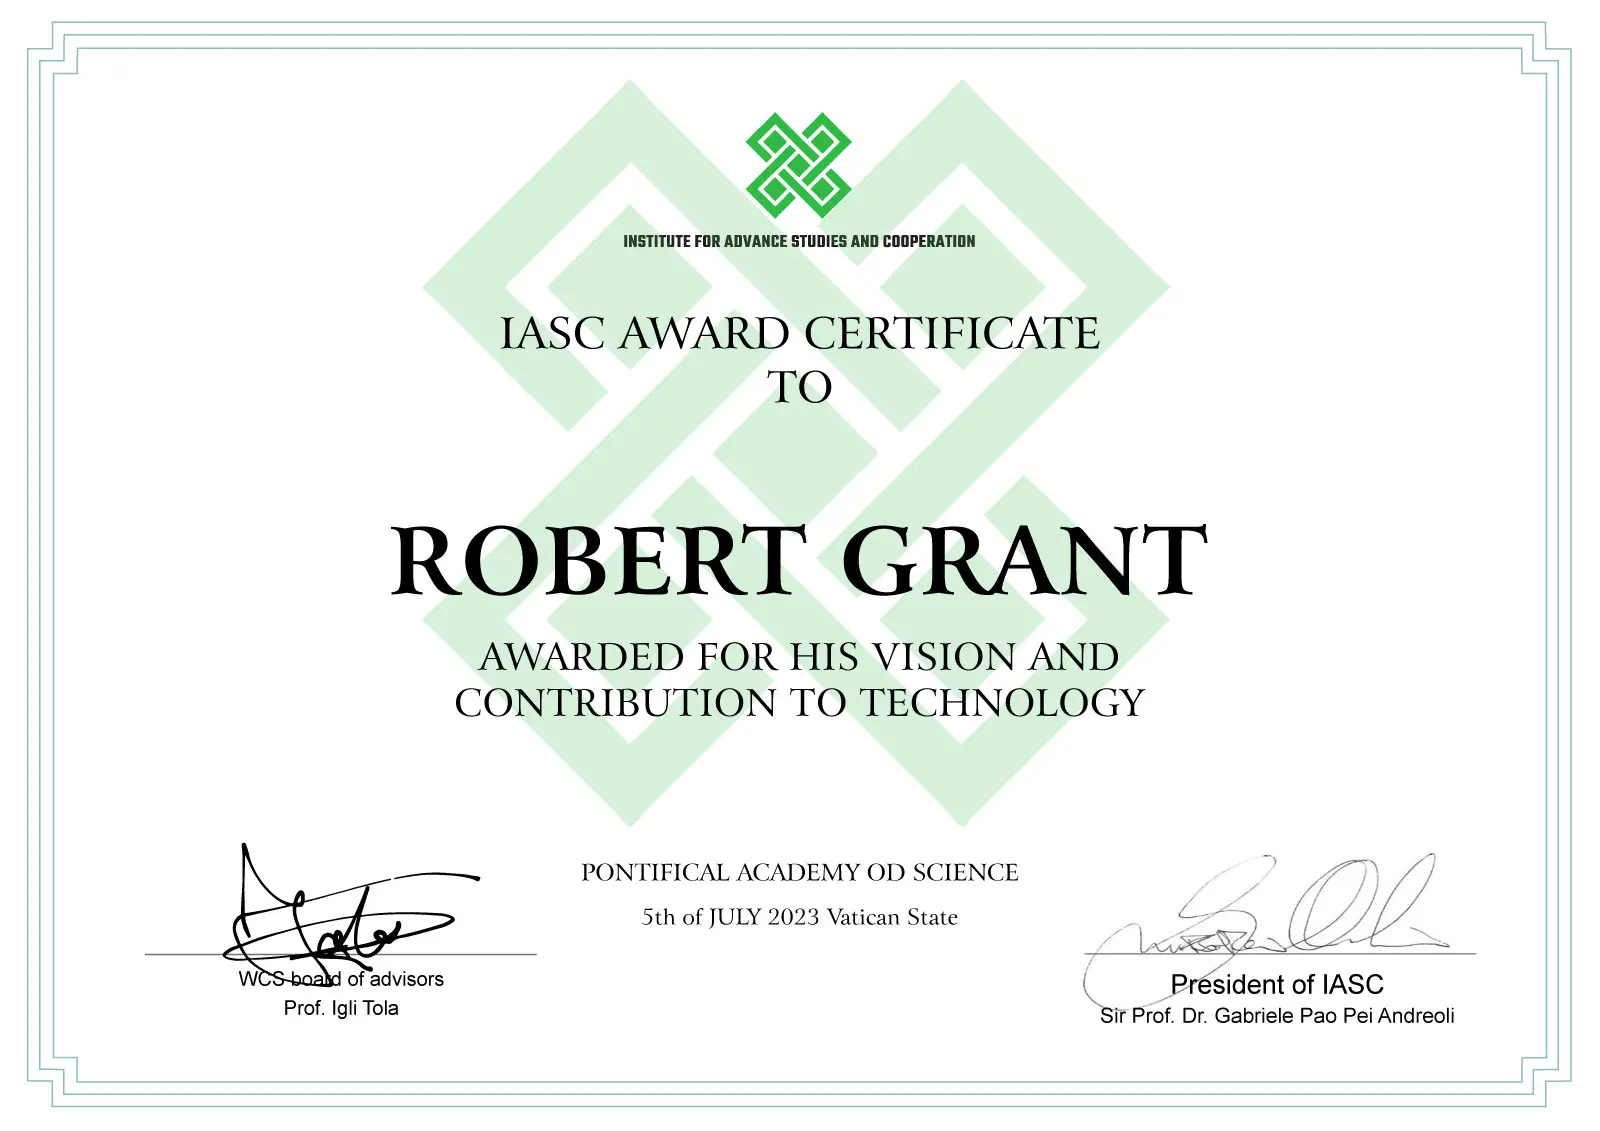 INSTITUTE FOR ADVANCE STUDIES AND COOPERATION
IASC AWARD CERTIFICATE
TO
ROBERT GRANT
AWARDED FOR HIS VISION AND
CONTRIBUTION TO TECHNOLOGY
PONTIFICAL ACADEMY OD SCIENCE
5th of JULY 2023 Vatican State
WCS board of advisors
Prof. Igli Tola
President of IASC
Sir Prof. Dr. Gabriele Pao Pei Andreoli